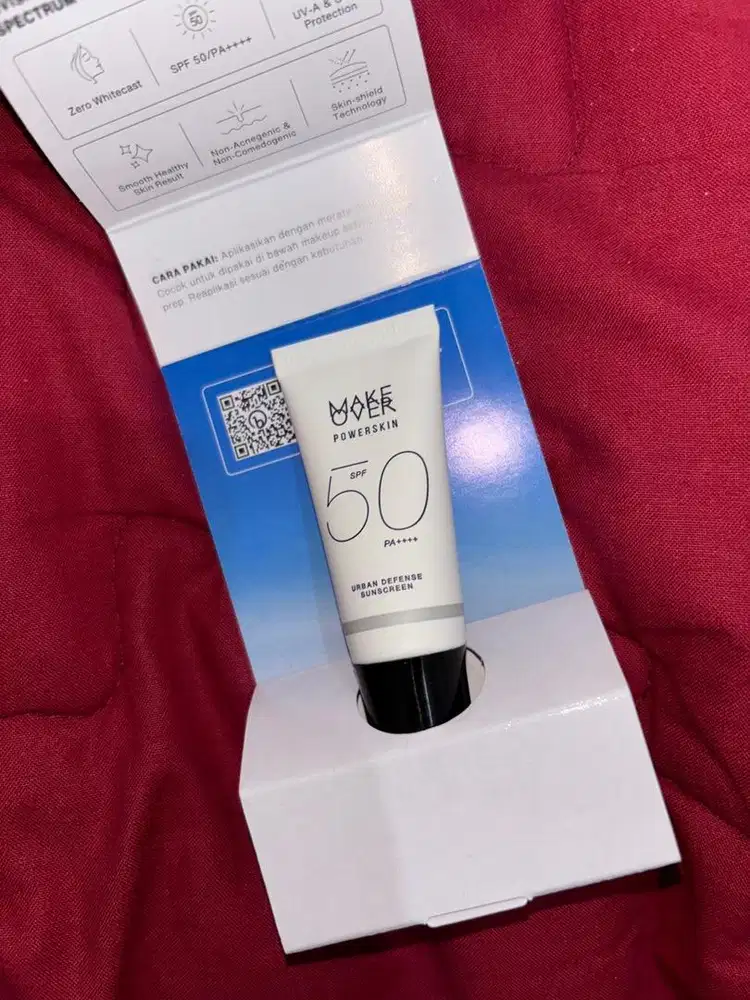 SPECTRUM
Zero Whitecast
50
SPF 50/PA++++
UV-A &
Protection
Smooth Healthy
Skin Result
Non-Acnegenic &
Non-Comedogenic
Skin-shield
Technology
CARA PAKAI: Aplikasikan dengan
Cocok untuk dipakai di bawah makeup
prep. Reaplikasi sesuai dengan kebutuhan.
MAKE
OVER
POWERSKIN
SPF
50
PA++++
URBAN DEFENSE
SUNSCREEN